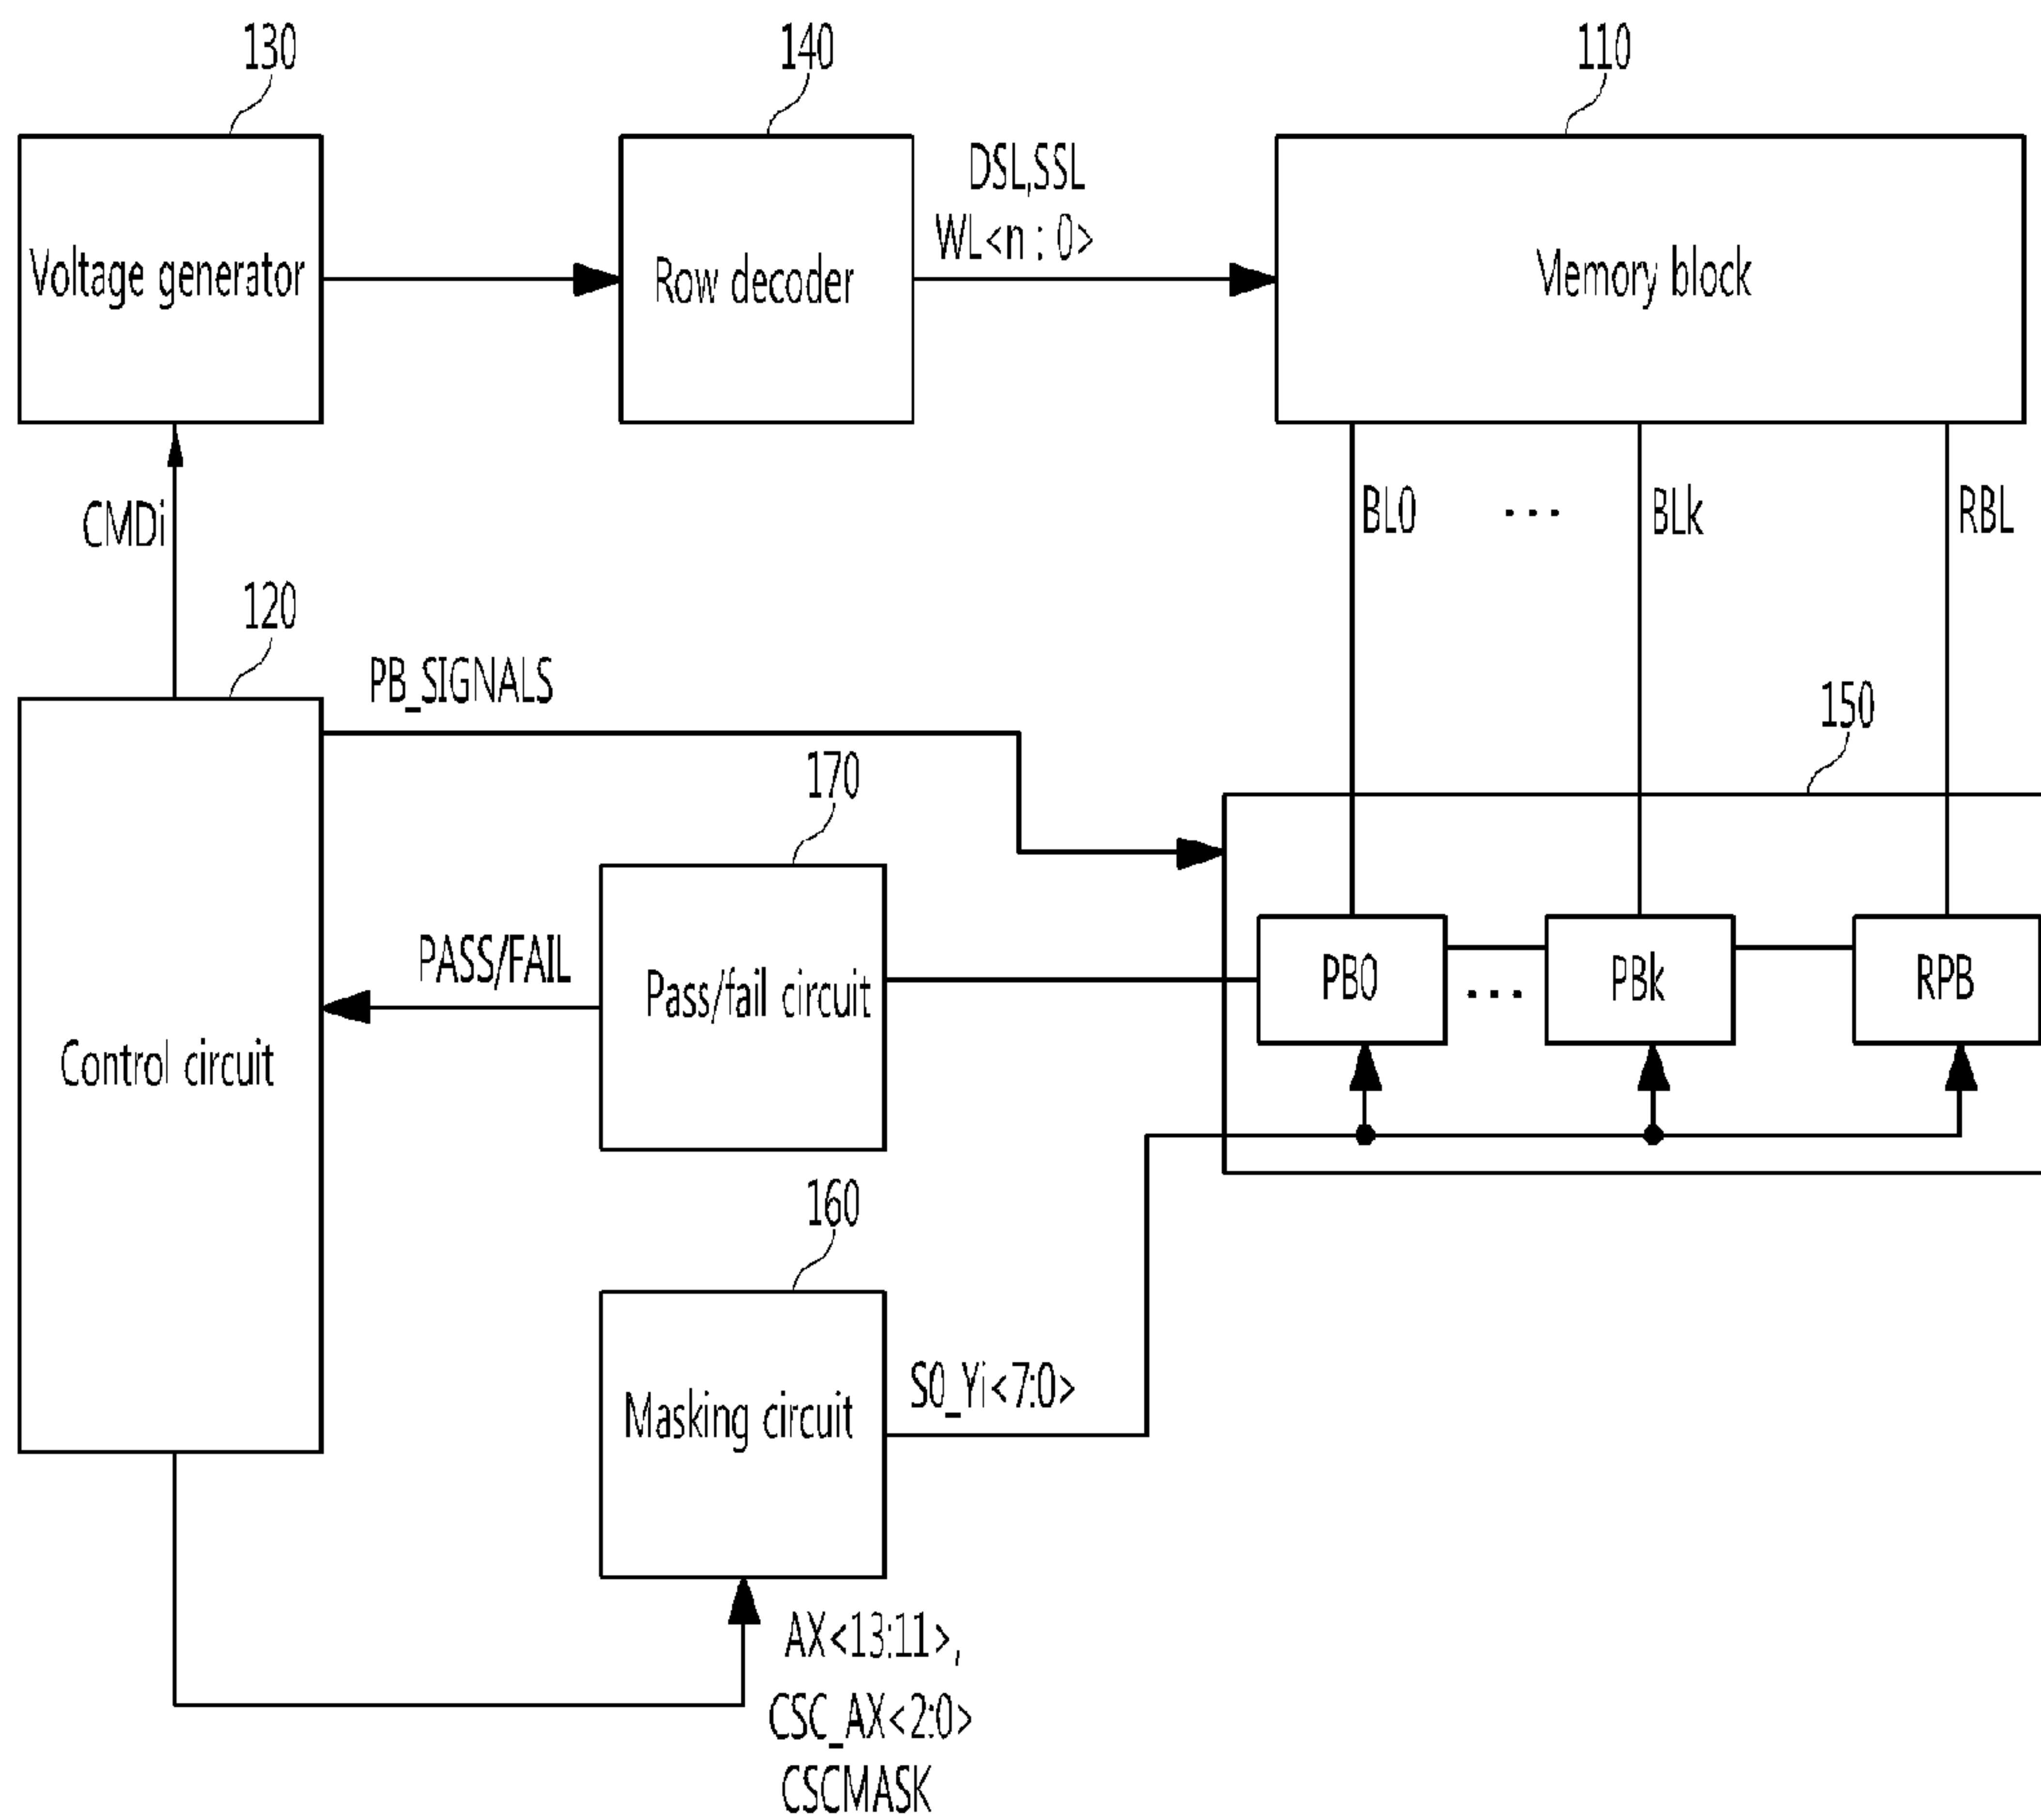 130
140
110
Voltage generator
Row decoder
DSL,SSL
WL<n : 0>
Memory block
CMDi
BL0
...
BLk
RBL
120
PB_SIGNALS
150
170
Control circuit
PASS/FAIL
Pass/fail circuit
PB0
...
PBk
RPB
160
Masking circuit
S0_Yi<7:0>
AX<13:11>,
CSC_AX<2:0>
CSCMASK